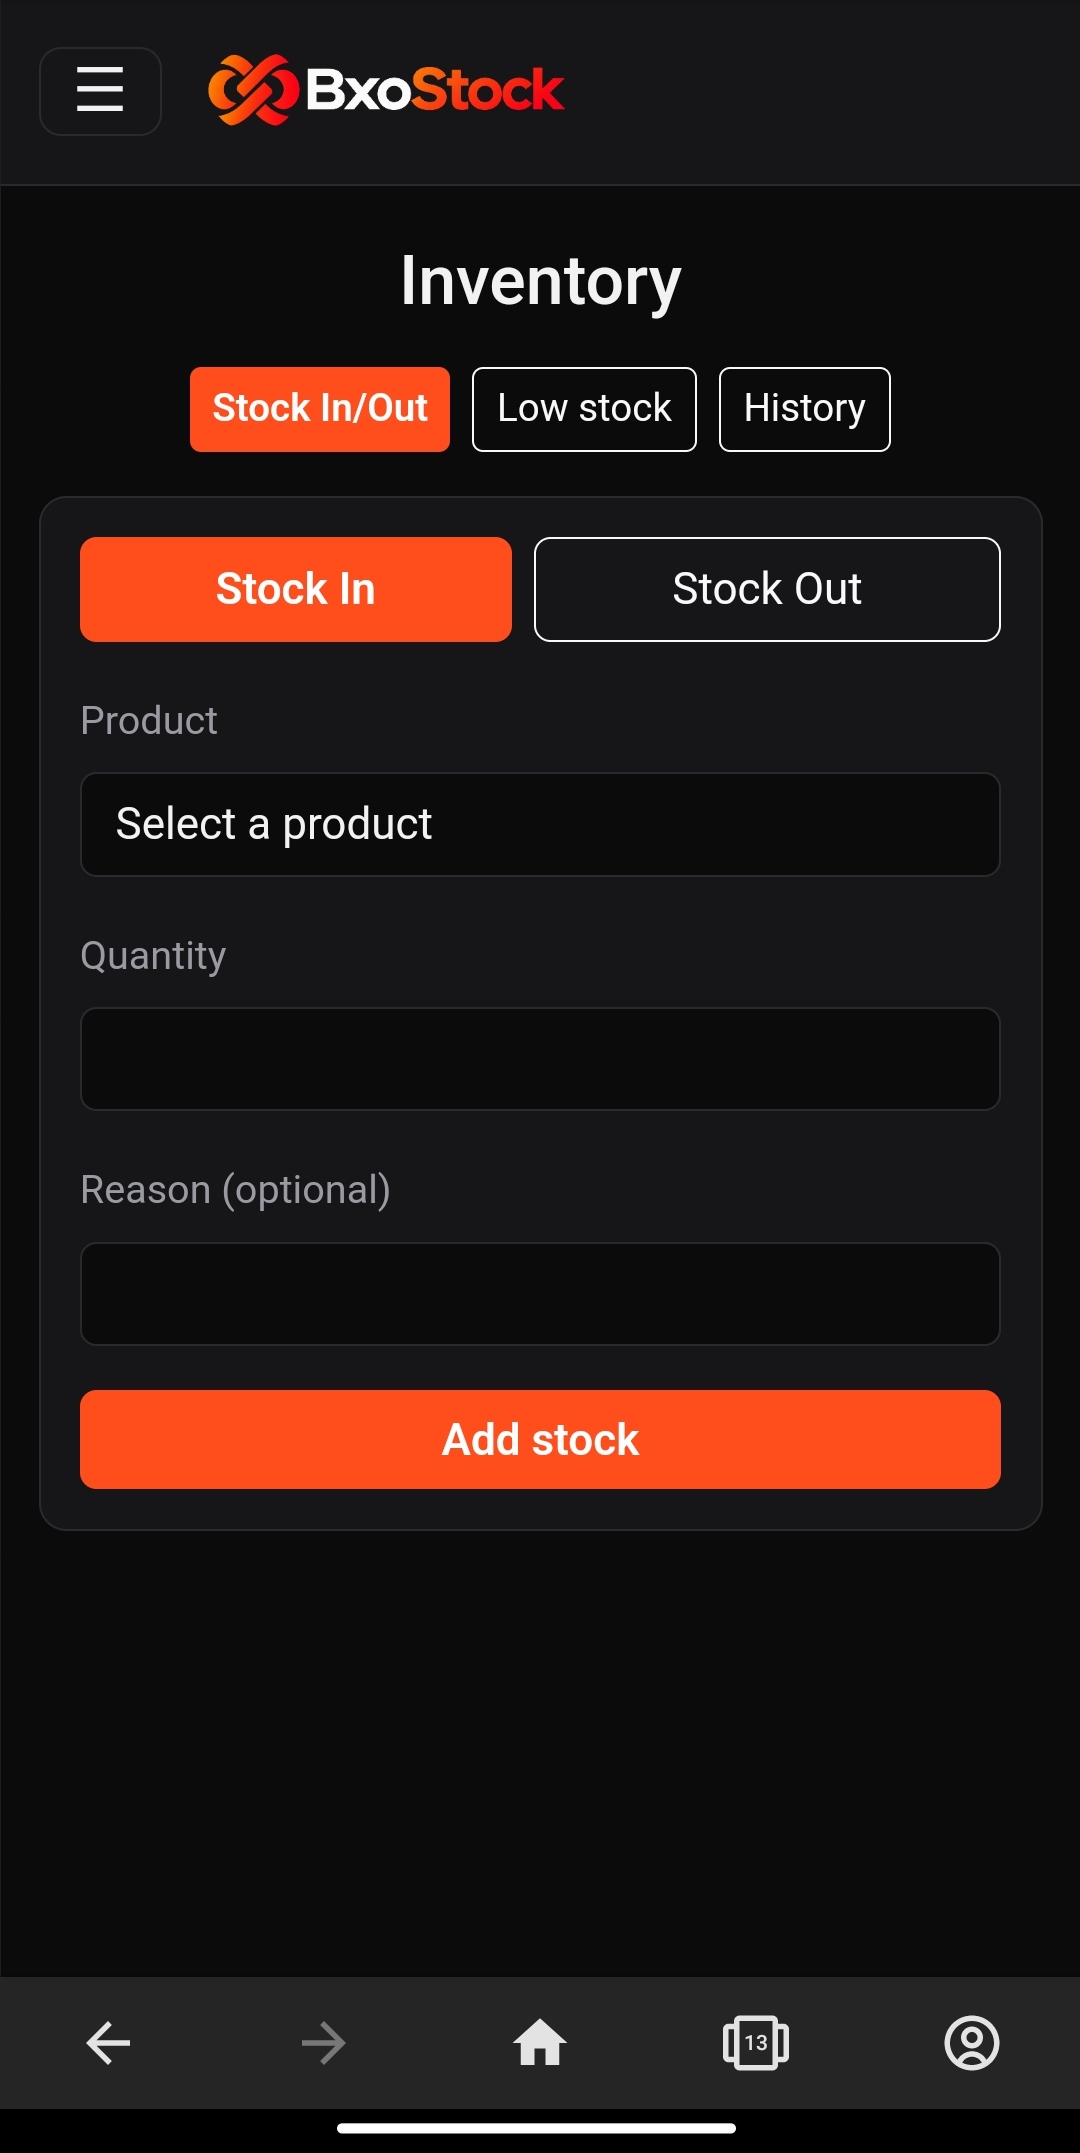 BxoStock
Inventory
Stock In/Out Low stock History
Stock In Stock Out
Product
Select a product
Quantity
Reason (optional)
Add stock
13